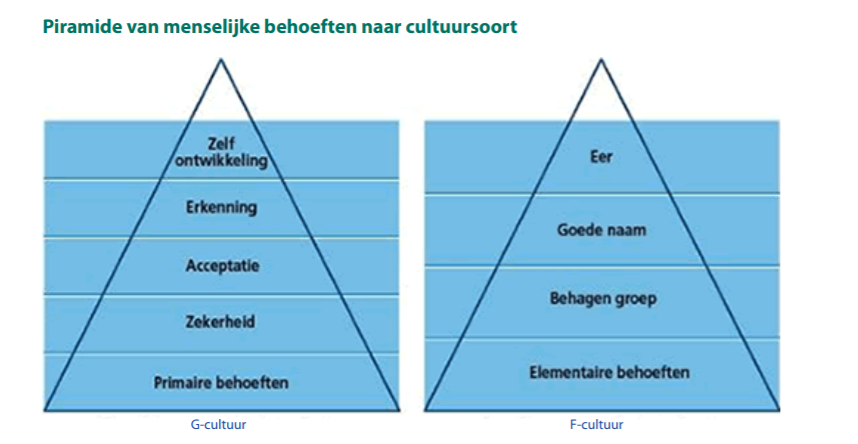 Piramide van menselijke behoeften naar cultuursoort
Zelf
ontwikkeling
Erkenning
Acceptatie
Zekerheid
Primaire behoeften
G-cultuur
Eer
Goede naam
Behagen groep
Elementaire behoeften
F-cultuur